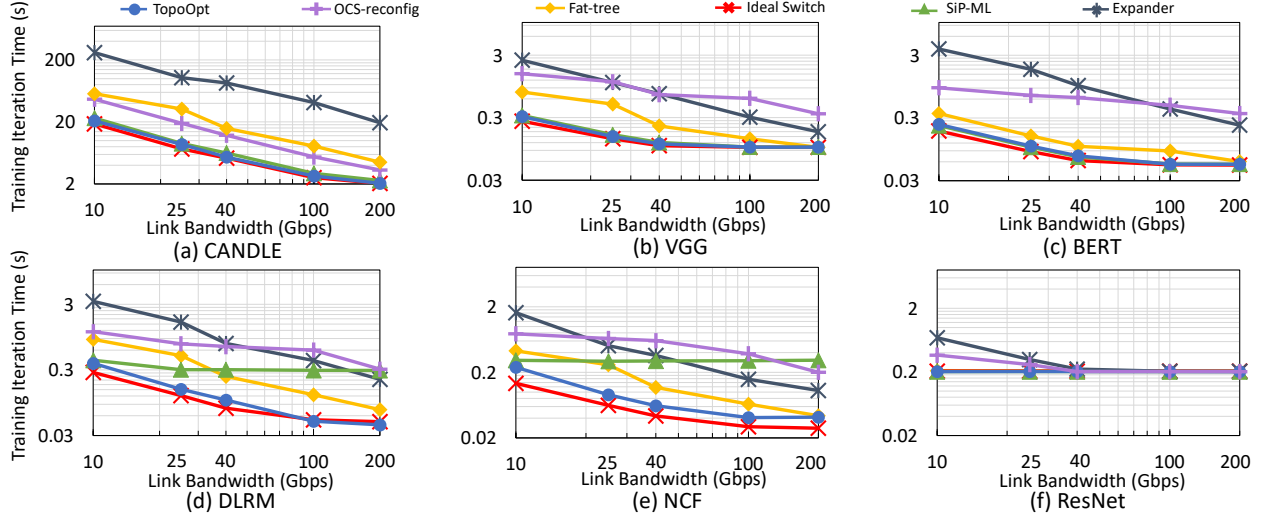 TopoOpt OCS-reconfig Fat-tree Ideal Switch SiP-ML Expander
Training Iteration Time (s)
200
20
2
10 25 40 100 200
Link Bandwidth (Gbps)
(a) CANDLE
3
0.3
0.03
10 25 40 100 200
Link Bandwidth (Gbps)
(b) VGG
3
0.3
0.03
10 25 40 100 200
Link Bandwidth (Gbps)
(c) BERT
Training Iteration Time (s)
3
0.3
0.03
10 25 40 100 200
Link Bandwidth (Gbps)
(d) DLRM
2
0.2
0.02
10 25 40 100 200
Link Bandwidth (Gbps)
(e) NCF
2
0.2
0.02
10 25 40 100 200
Link Bandwidth (Gbps)
(f) ResNet